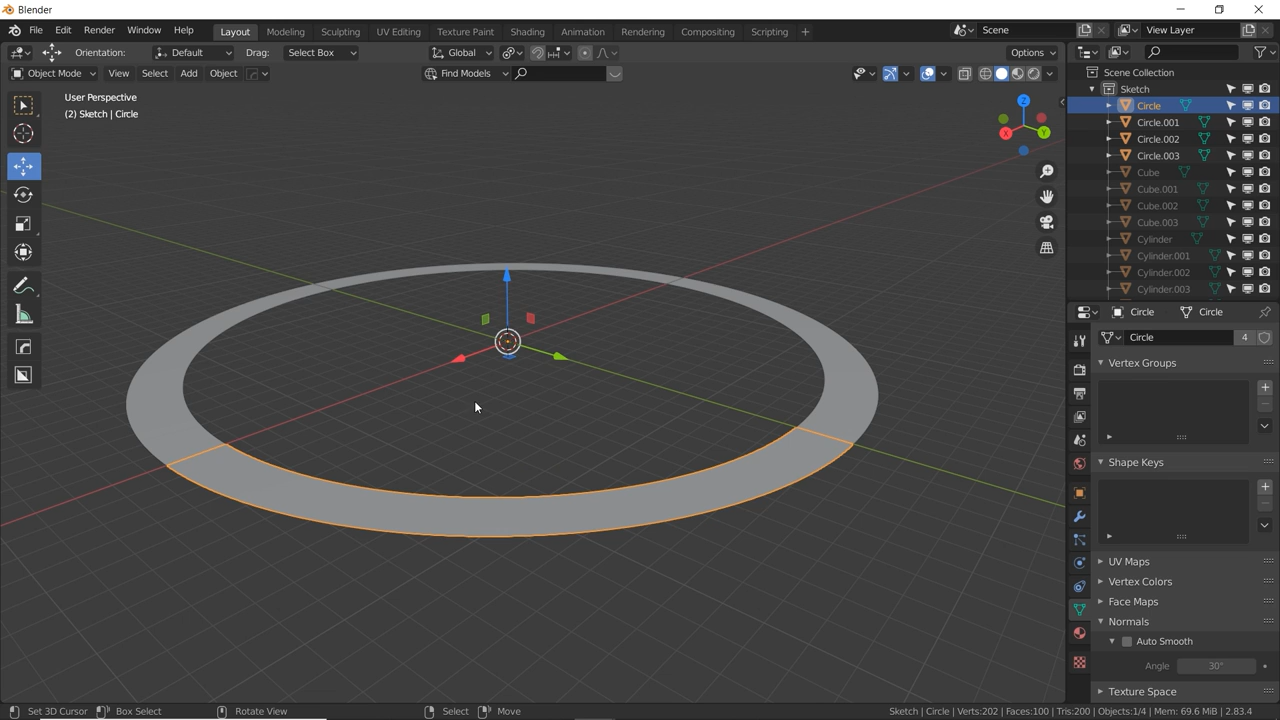 Blender
File Edit Render Window Help Layout Modeling Sculpting UV Editing Texture Paint Shading Animation Rendering Compositing Scripting + Scene View Layer
Orientation: Default Drag: Select Box Global Options
Object Mode View Select Add Object Find Models
User Perspective
(2) Sketch | Circle
Z
X
Y
Scene Collection
Sketch
Circle
Circle.001
Circle.002
Circle.003
Cube
Cube.001
Cube.002
Cube.003
Cylinder
Cylinder.001
Cylinder.002
Cylinder.003
Circle Circle
Circle 4
Vertex Groups
Shape Keys
UV Maps
Vertex Colors
Face Maps
Normals
Auto Smooth
Angle 30°
Texture Space
Set 3D Cursor Box Select Rotate View Select Move Sketch | Circle | Verts:202 | Faces:100 | Tris:200 | Objects:1/4 | Mem: 69.6 MiB | 2.83.4